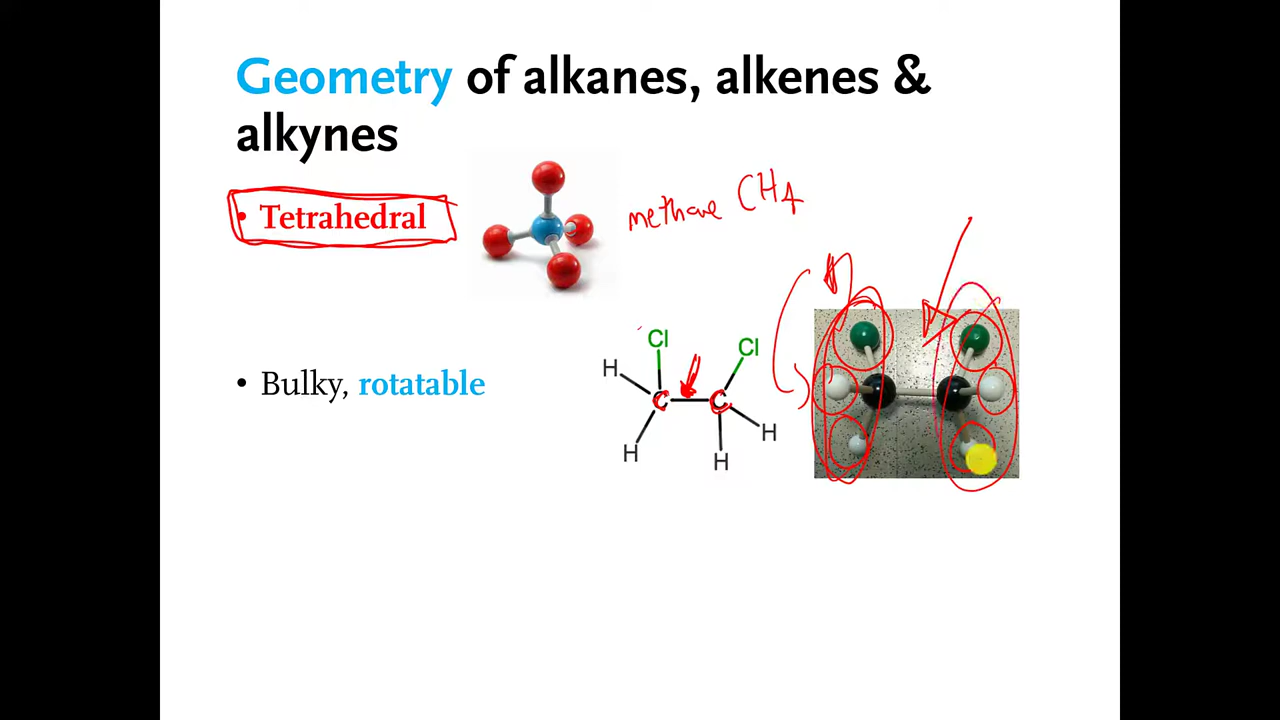 Geometry of alkanes, alkenes &
alkynes
• Tetrahedral
methane CH4
• Bulky, rotatable
Cl
Cl
H
C
C
H
H
H